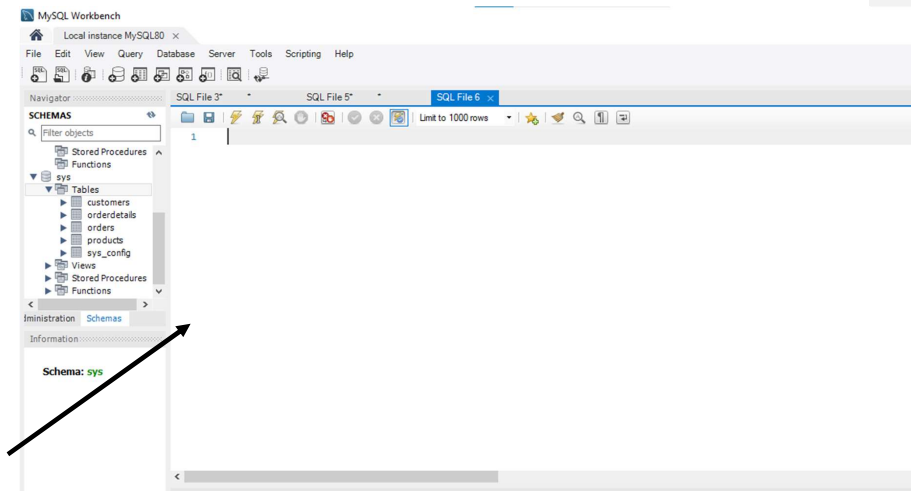 MySQL Workbench
Local instance MySQL80 ×
File Edit View Query Database Server Tools Scripting Help
Navigator
SQL File 3* SQL File 5* SQL File 6 ×
SCHEMAS
Filter objects
Limit to 1000 rows
1
Stored Procedures
Functions
sys
Tables
customers
orderdetails
orders
products
sys_config
Views
Stored Procedures
Functions
dministration Schemas
Information
Schema: sys